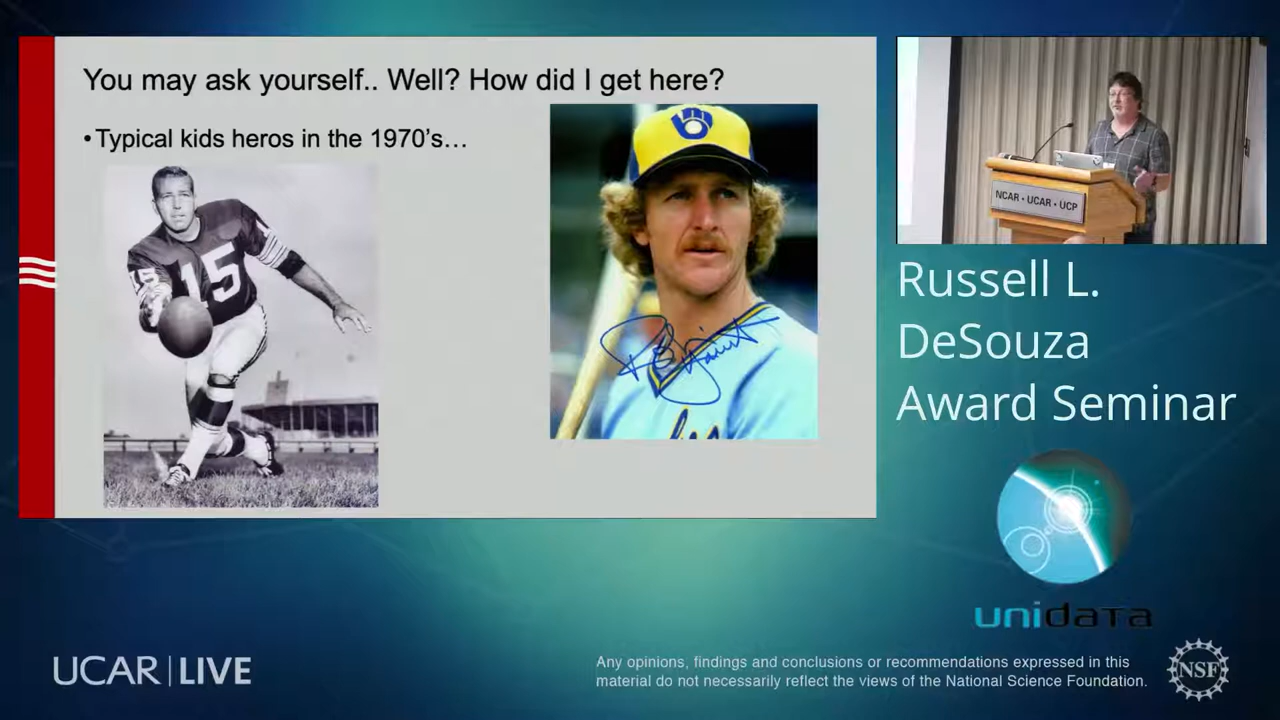 You may ask yourself.. Well? How did I get here?
• Typical kids heros in the 1970's…
15
15
NCAR • UCAR • UCP
Russell L.
DeSouza
Award Seminar
unidata
UCAR | LIVE
Any opinions, findings and conclusions or recommendations expressed in this
material do not necessarily reflect the views of the National Science Foundation.
NSF